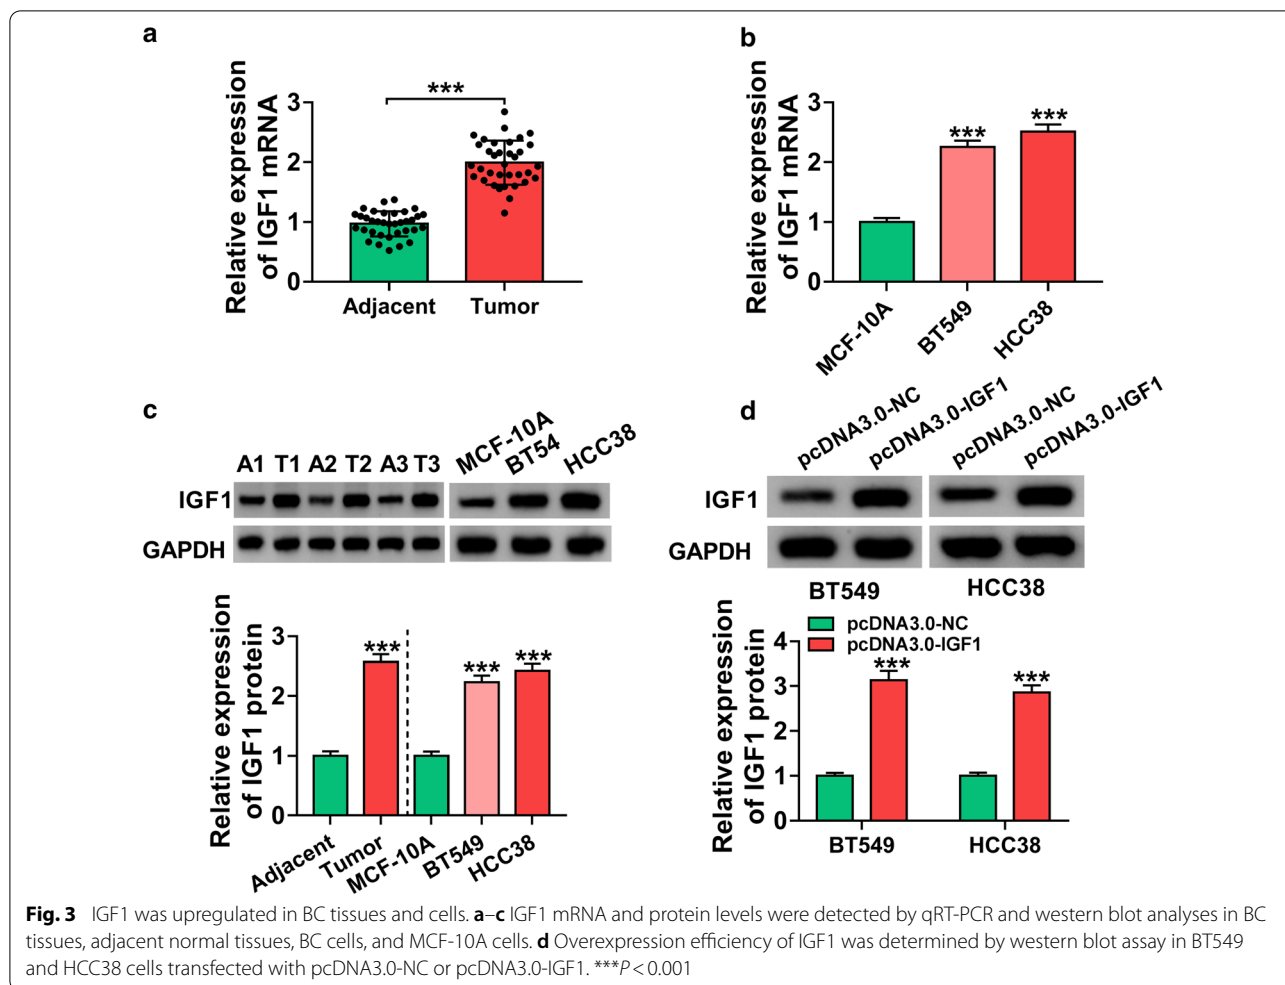 a
Relative expression
of IGF1 mRNA
3
2
1
0
***
Adjacent
Tumor
b
Relative expression
of IGF1 mRNA
3
2
1
0
***
***
MCF-10A
BT549
HCC38
c
A1 T1 A2 T2 A3 T3
MCF-10A
BT54
HCC38
IGF1
GAPDH
Relative expression
of IGF1 protein
3
2
1
0
***
***
***
Adjacent
Tumor
MCF-10A
BT549
HCC38
d
pcDNA3.0-NC
pcDNA3.0-IGF1
pcDNA3.0-NC
pcDNA3.0-IGF1
IGF1
GAPDH
BT549
HCC38
pcDNA3.0-NC
pcDNA3.0-IGF1
Relative expression
of IGF1 protein
4
3
2
1
0
***
***
BT549
HCC38
Fig. 3 IGF1 was upregulated in BC tissues and cells. a–c IGF1 mRNA and protein levels were detected by qRT-PCR and western blot analyses in BC
tissues, adjacent normal tissues, BC cells, and MCF-10A cells. d Overexpression efficiency of IGF1 was determined by western blot assay in BT549
and HCC38 cells transfected with pcDNA3.0-NC or pcDNA3.0-IGF1. ***P < 0.001